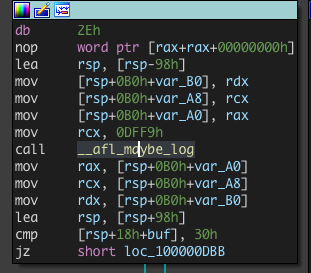 db 2Eh
nop word ptr [rax+rax+00000000h]
lea rsp, [rsp-98h]
mov [rsp+0B0h+var_B0], rdx
mov [rsp+0B0h+var_A8], rcx
mov [rsp+0B0h+var_A0], rax
mov rcx, 0DFF9h
call __afl_maybe_log
mov rax, [rsp+0B0h+var_A0]
mov rcx, [rsp+0B0h+var_A8]
mov rdx, [rsp+0B0h+var_B0]
lea rsp, [rsp+98h]
cmp [rsp+18h+buf], 30h
jz short loc_100000DBB